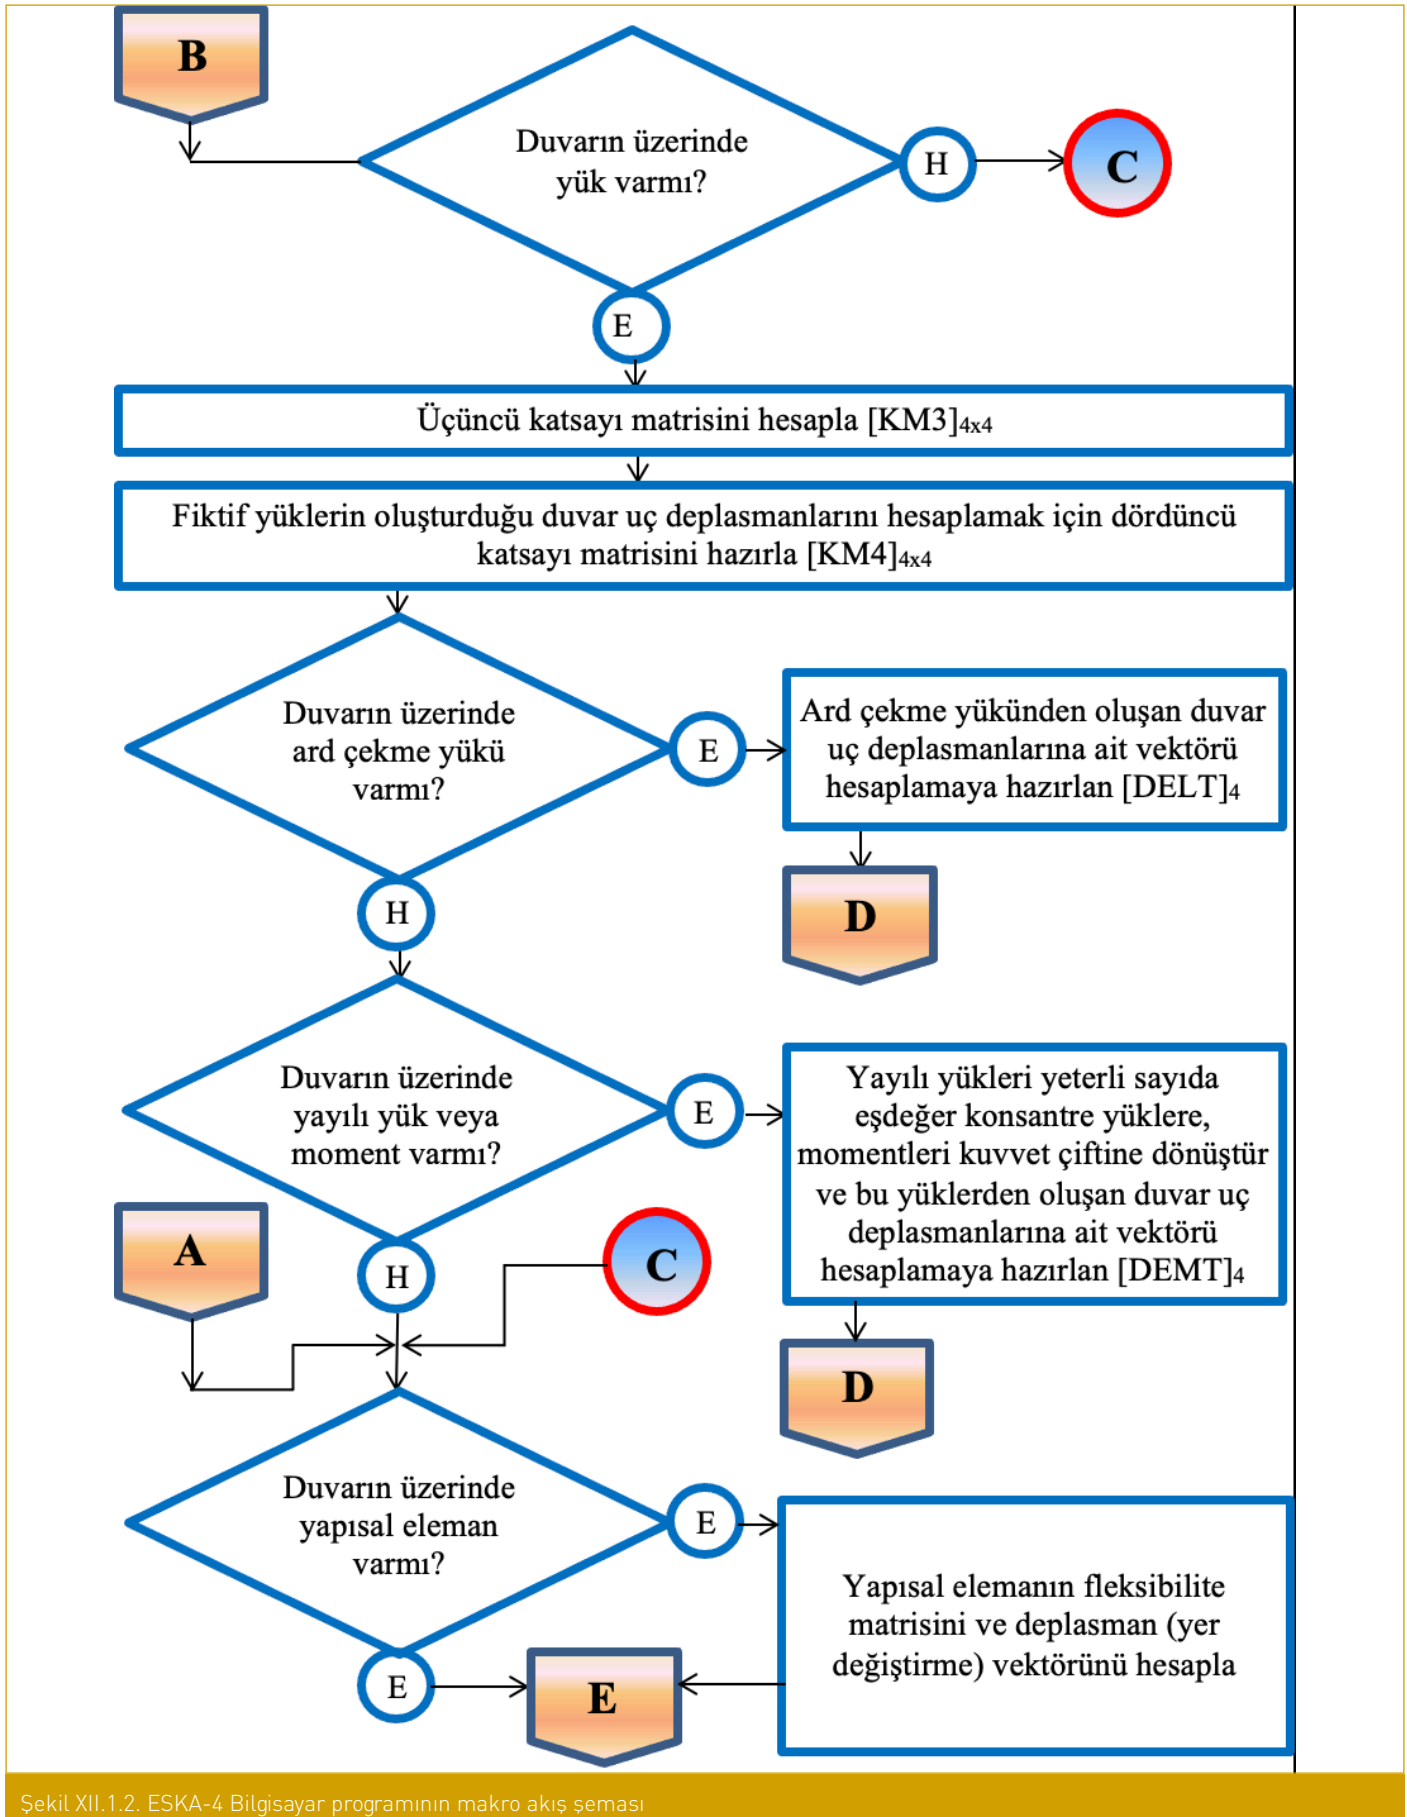 B
Duvarın üzerinde
yük varmı?
H
C
E
Üçüncü katsayı matrisini hesapla [KM3]4x4
Fiktif yüklerin oluşturduğu duvar uç deplasmanlarını hesaplamak için dördüncü
katsayı matrisini hazırla [KM4]4x4
Duvarın üzerinde
ard çekme yükü
varmı?
E
Ard çekme yükünden oluşan duvar
uç deplasmanlarına ait vektörü
hesaplamaya hazırlan [DELT]4
D
H
Duvarın üzerinde
yayılı yük veya
moment varmı?
E
Yayılı yükleri yeterli sayıda
eşdeğer konsantre yüklere,
momentleri kuvvet çiftine dönüştür
ve bu yüklerden oluşan duvar uç
deplasmanlarına ait vektörü
hesaplamaya hazırlan [DEMT]4
D
A
H
C
Duvarın üzerinde
yapısal eleman
varmı?
E
Yapısal elemanın fleksibilite
matrisini ve deplasman (yer
değiştirme) vektörünü hesapla
E
E
Şekil XII.1.2. ESKA-4 Bilgisayar programının makro akış şeması